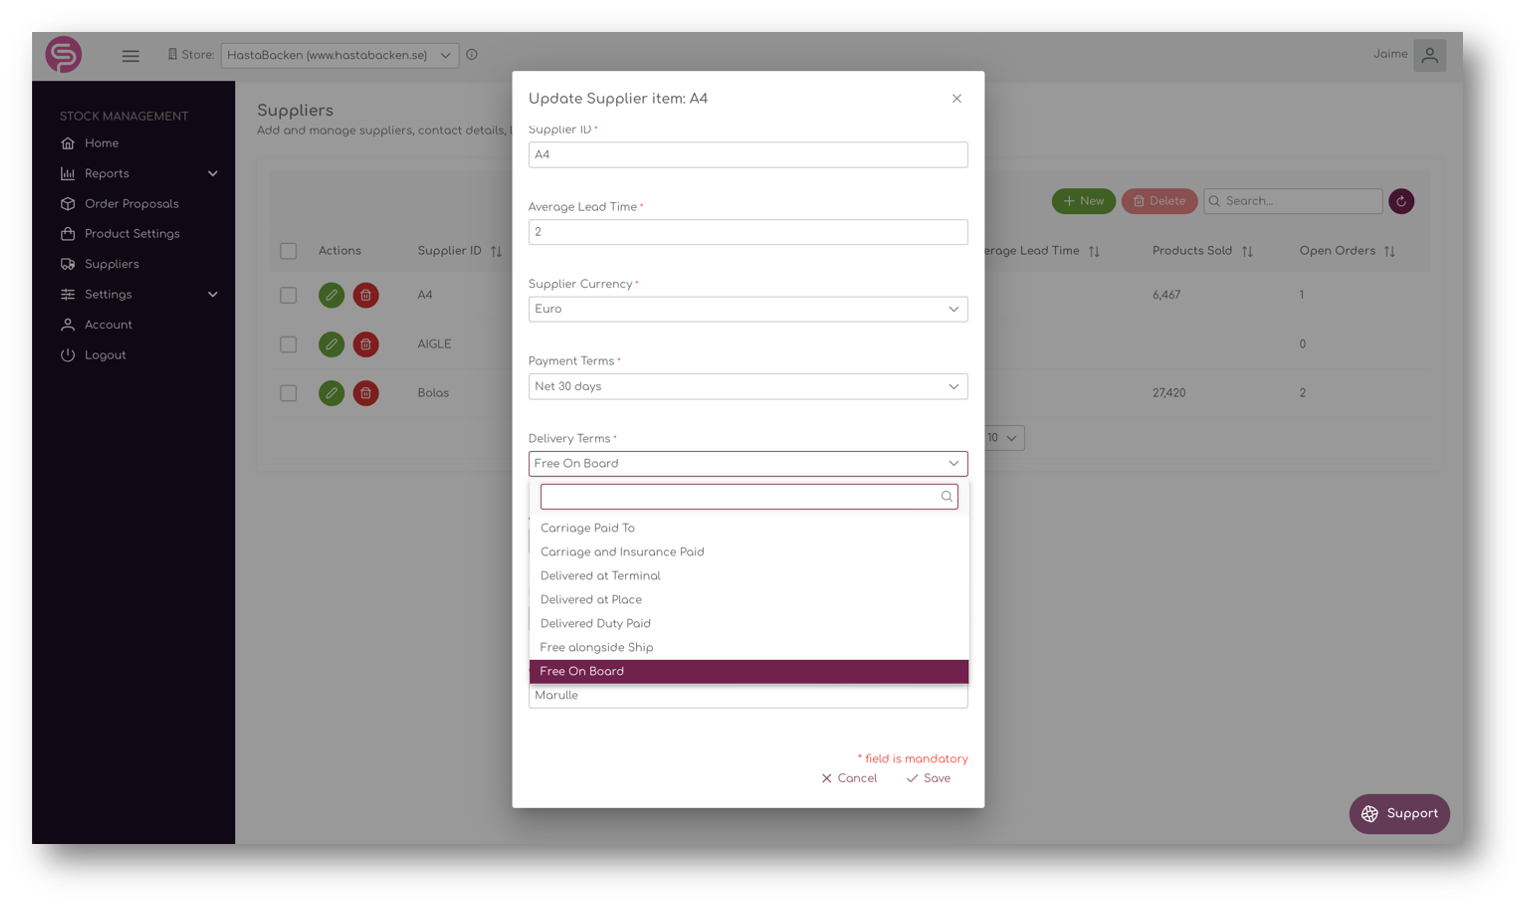 Store: HastaBacken (www.hastabacken.se)
Jaime
STOCK MANAGEMENT
Home
Reports
Order Proposals
Product Settings
Suppliers
Settings
Account
Logout
Suppliers
Add and manage suppliers, contact details,
New
Delete
Search...
Actions
Supplier ID
erage Lead Time
Products Sold
Open Orders
A4
6,467
1
AIGLE
0
Bolas
27,420
2
10
Update Supplier item: A4
Supplier ID *
A4
Average Lead Time *
2
Supplier Currency *
Euro
Payment Terms *
Net 30 days
Delivery Terms *
Free On Board
Carriage Paid To
Carriage and Insurance Paid
Delivered at Terminal
Delivered at Place
Delivered Duty Paid
Free alongside Ship
Free On Board
Marulle
* field is mandatory
Cancel
Save
Support